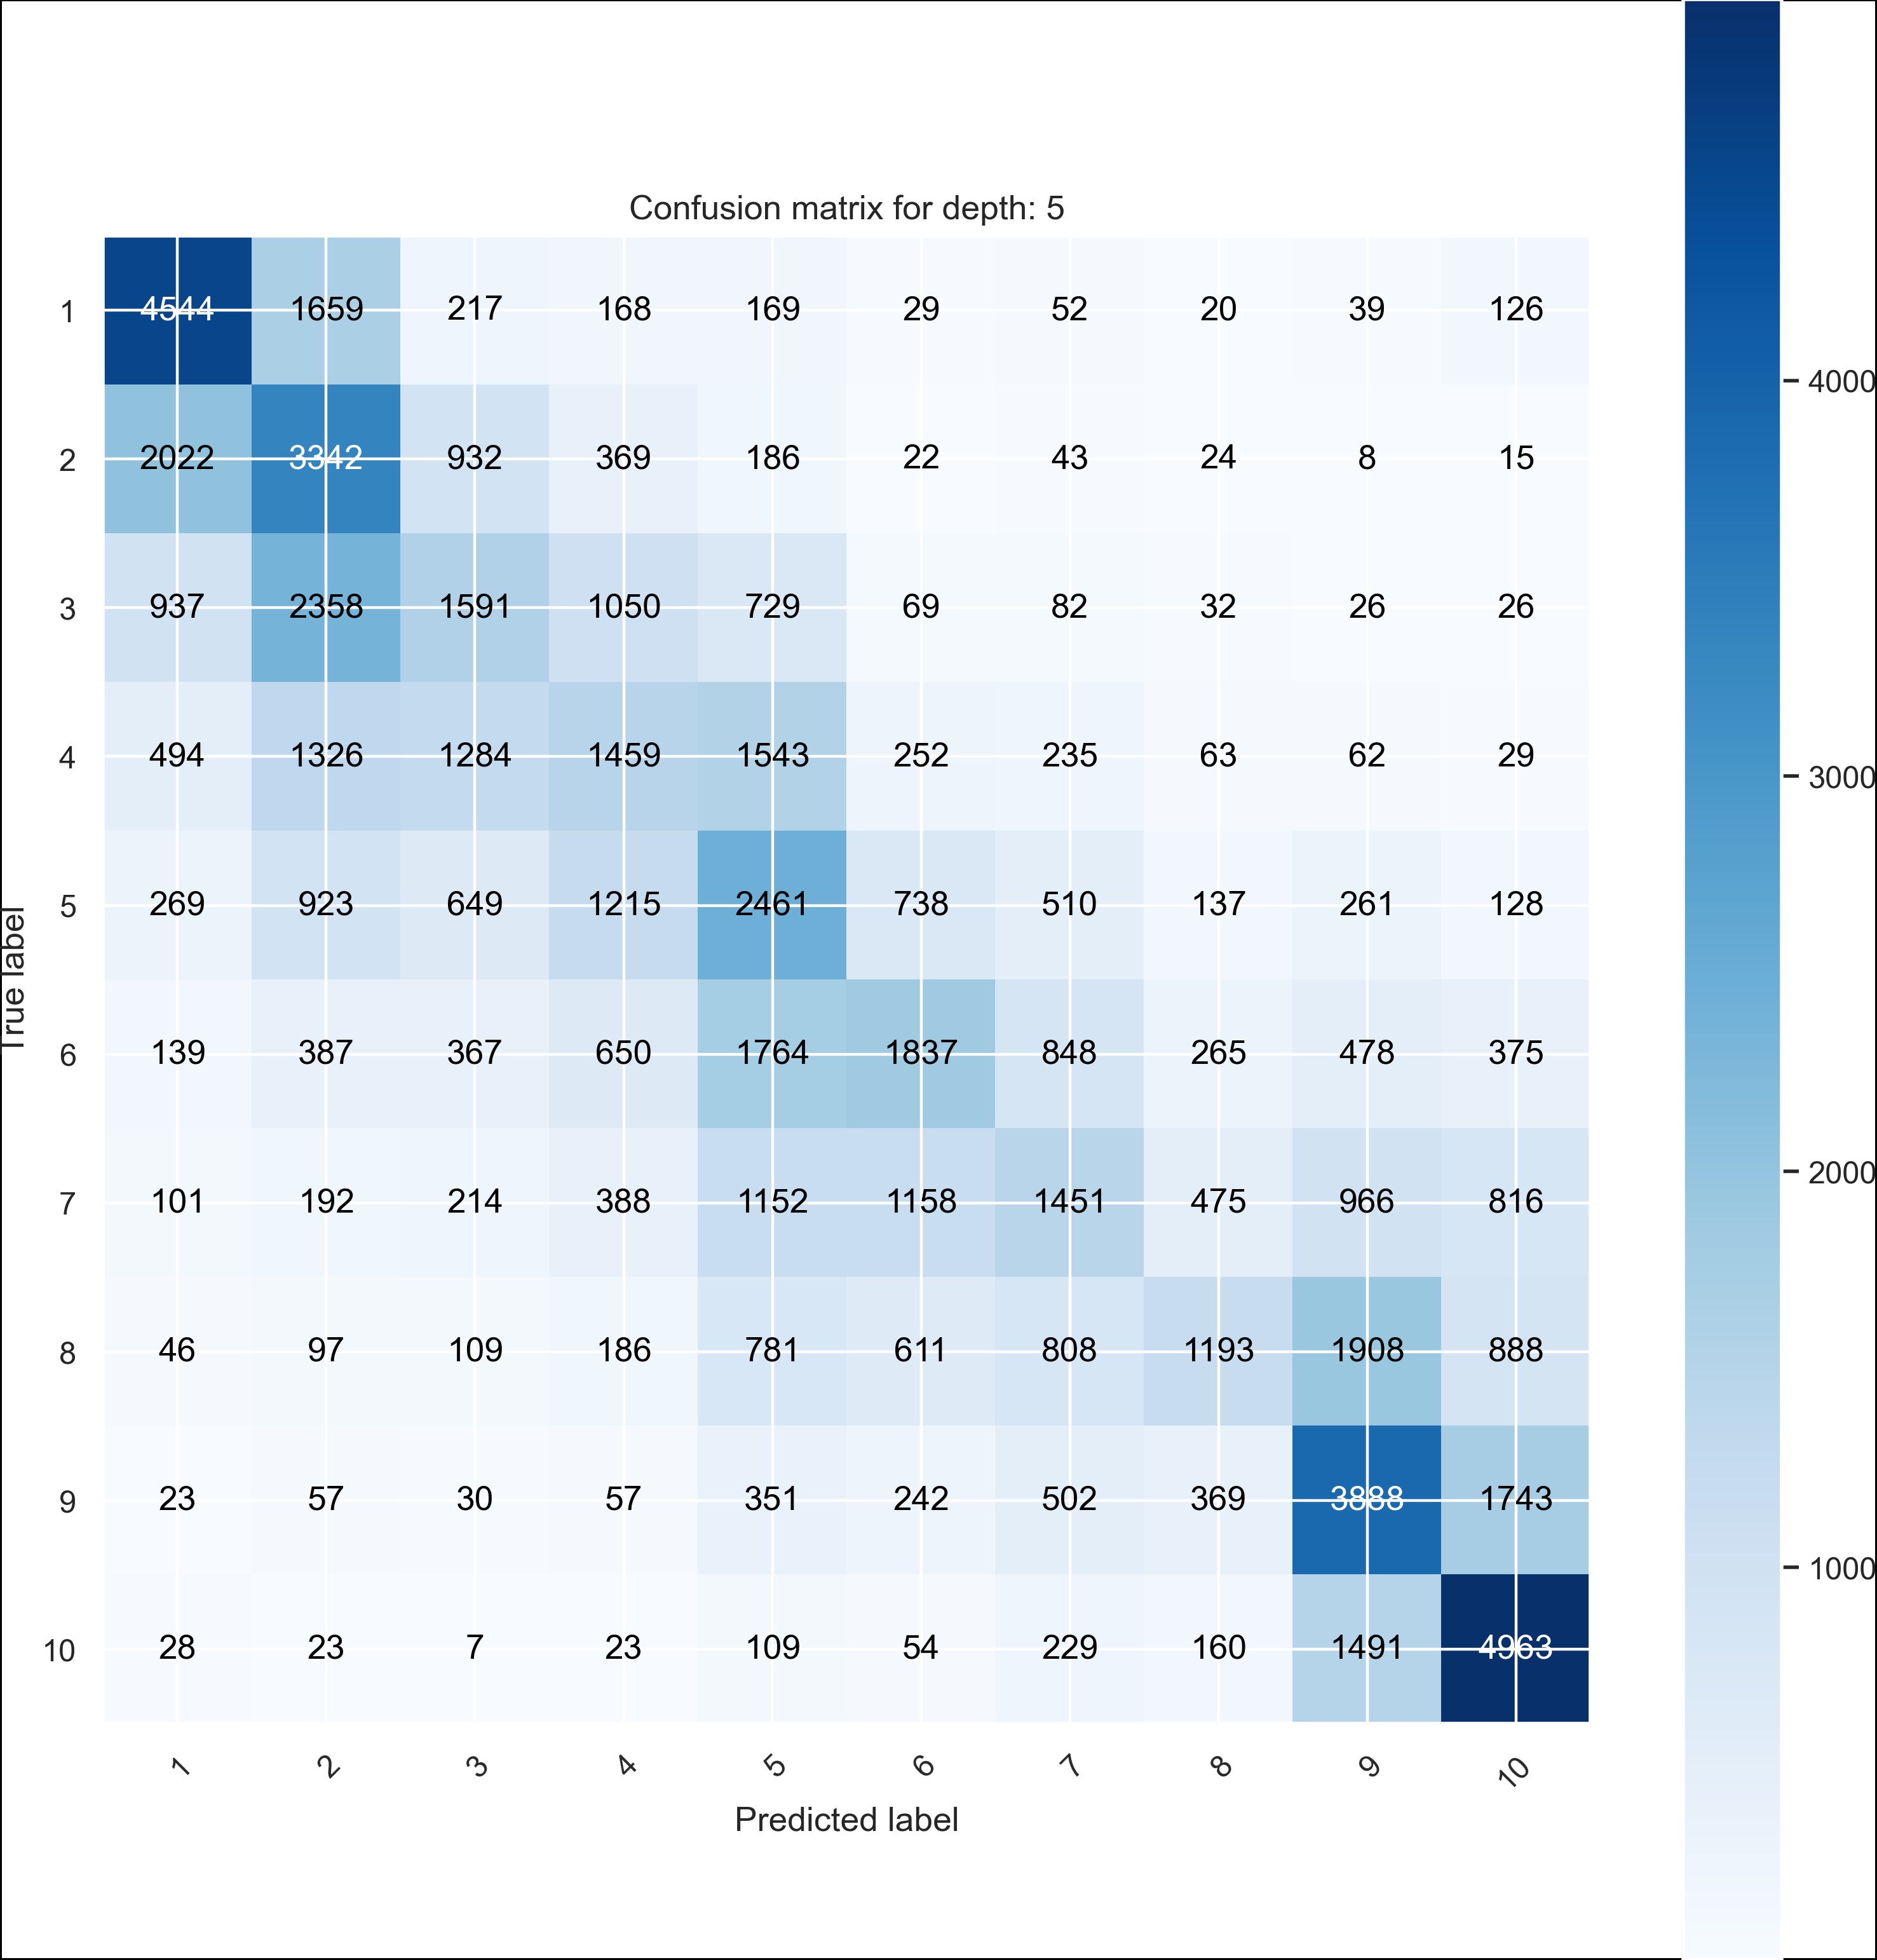 Confusion matrix for depth: 5
True label
1 4544 1659 217 168 169 29 52 20 39 126
2 2022 3342 932 369 186 22 43 24 8 15
3 937 2358 1591 1050 729 69 82 32 26 26
4 494 1326 1284 1459 1543 252 235 63 62 29
5 269 923 649 1215 2461 738 510 137 261 128
6 139 387 367 650 1764 1837 848 265 478 375
7 101 192 214 388 1152 1158 1451 475 966 816
8 46 97 109 186 781 611 808 1193 1908 888
9 23 57 30 57 351 242 502 369 3888 1743
10 28 23 7 23 109 54 229 160 1491 4963
1 2 3 4 5 6 7 8 9 10
Predicted label
4000
3000
2000
1000